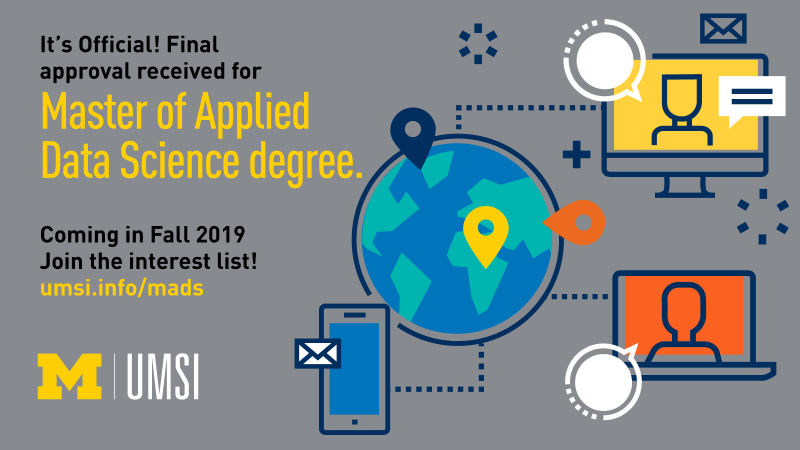 It's Official! Final
approval received for
Master of Applied
Data Science degree.
Coming in Fall 2019
Join the interest list!
umsi.info/mads
M | UMSI